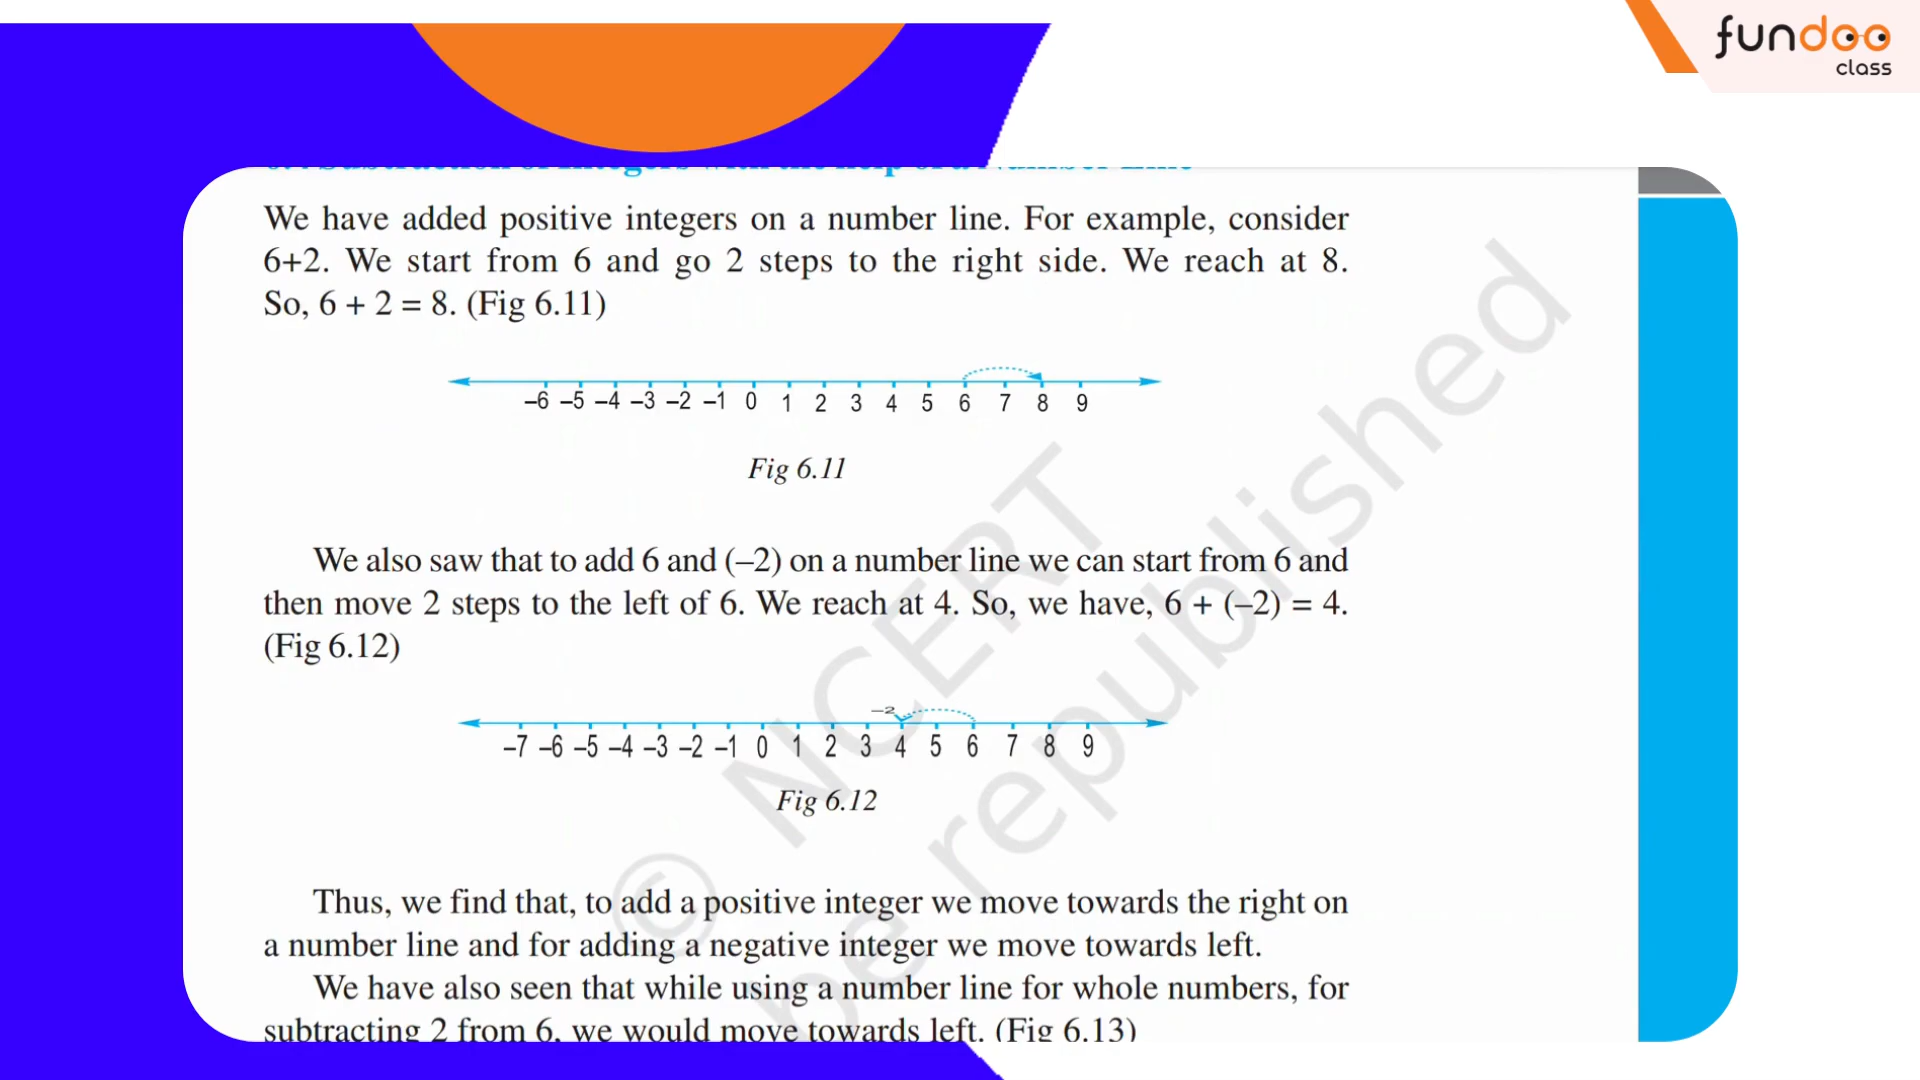 fundoo
class
Subtraction of Integers with the help of a Number Line
We have added positive integers on a number line. For example, consider
6+2. We start from 6 and go 2 steps to the right side. We reach at 8.
So, 6 + 2 = 8. (Fig 6.11)
–6 –5 –4 –3 –2 –1 0 1 2 3 4 5 6 7 8 9
Fig 6.11
We also saw that to add 6 and (–2) on a number line we can start from 6 and
then move 2 steps to the left of 6. We reach at 4. So, we have, 6 + (–2) = 4.
(Fig 6.12)
–2
–7 –6 –5 –4 –3 –2 –1 0 1 2 3 4 5 6 7 8 9
Fig 6.12
Thus, we find that, to add a positive integer we move towards the right on
a number line and for adding a negative integer we move towards left.
We have also seen that while using a number line for whole numbers, for
subtracting 2 from 6, we would move towards left. (Fig 6.13)
© NCERT
be republished